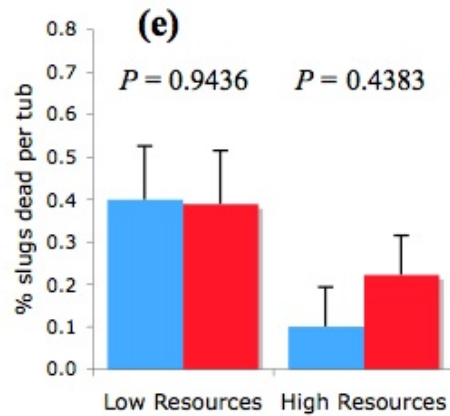 (e)
P = 0.9436 P = 0.4383
% slugs dead per tub
0.8
0.7
0.6
0.5
0.4
0.3
0.2
0.1
0.0
Low Resources High Resources